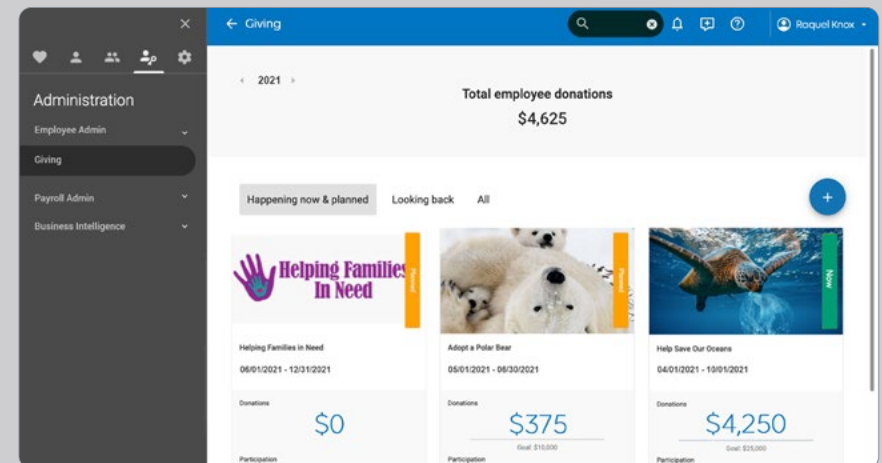 Giving
Raquel Knox
Administration
Employee Admin
Giving
Payroll Admin
Business Intelligence
2021
Total employee donations
$4,625
Happening now & planned
Looking back
All
Helping Families
In Need
Planned
Planned
Now
Helping Families in Need
06/01/2021 - 12/31/2021
Donations
$0
Participation
Adopt a Polar Bear
05/01/2021 - 06/30/2021
Donations
$375
Goal: $10,000
Participation
Help Save Our Oceans
04/01/2021 - 10/01/2021
Donations
$4,250
Goal: $25,000
Participation